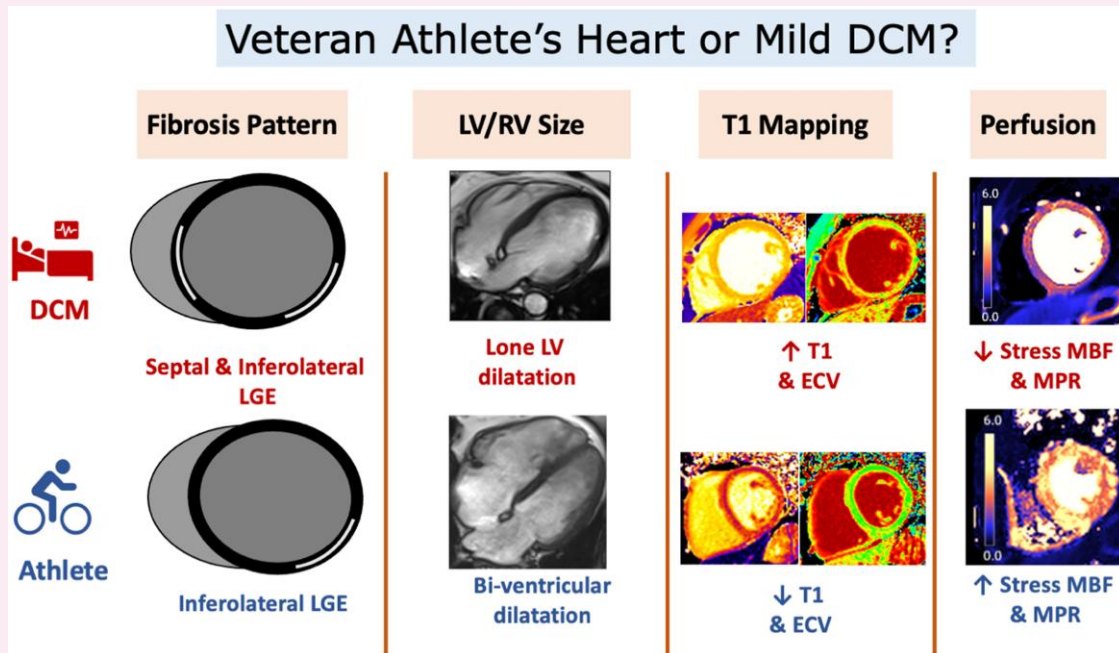 Veteran Athlete's Heart or Mild DCM?
Fibrosis Pattern
LV/RV Size
T1 Mapping
Perfusion
DCM
Septal & Inferolateral
LGE
Lone LV
dilatation
↑ T1
& ECV
6.0
0.0
↓ Stress MBF
& MPR
Athlete
Inferolateral LGE
Bi-ventricular
dilatation
↓ T1
& ECV
6.0
0.0
↑ Stress MBF
& MPR